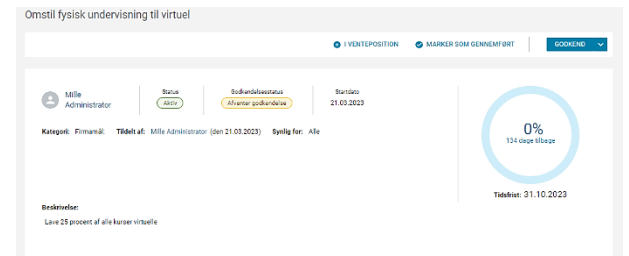 Omstil fysisk undervisning til virtuel
I VENTEPOSITION MARKER SOM GENNEMFØRT GODKEND
Mille Administrator
Status
Aktiv
Godkendelsesstatus
Afventer godkendelse
Startdato
21.03.2023
Kategori: Firmamål: Tildelt af: Mille Administrator (den 21.03.2023) Synlig for: Alle
0%
134 dage tilbage
Tidsfrist: 31.10.2023
Beskrivelse:
Lave 25 procent af alle kurser virtuelle